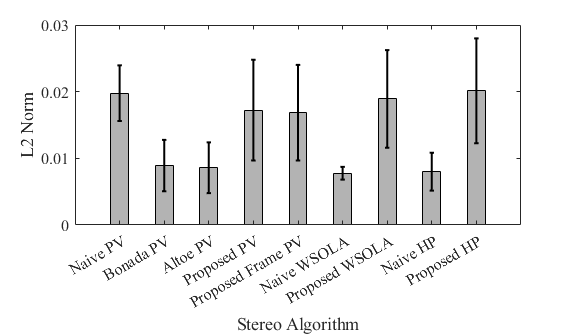 0.03
0.02
0.01
0
L2 Norm
Naive PV
Bonada PV
Altoe PV
Proposed PV
Proposed Frame PV
Naive WSOLA
Proposed WSOLA
Naive HP
Proposed HP
Stereo Algorithm